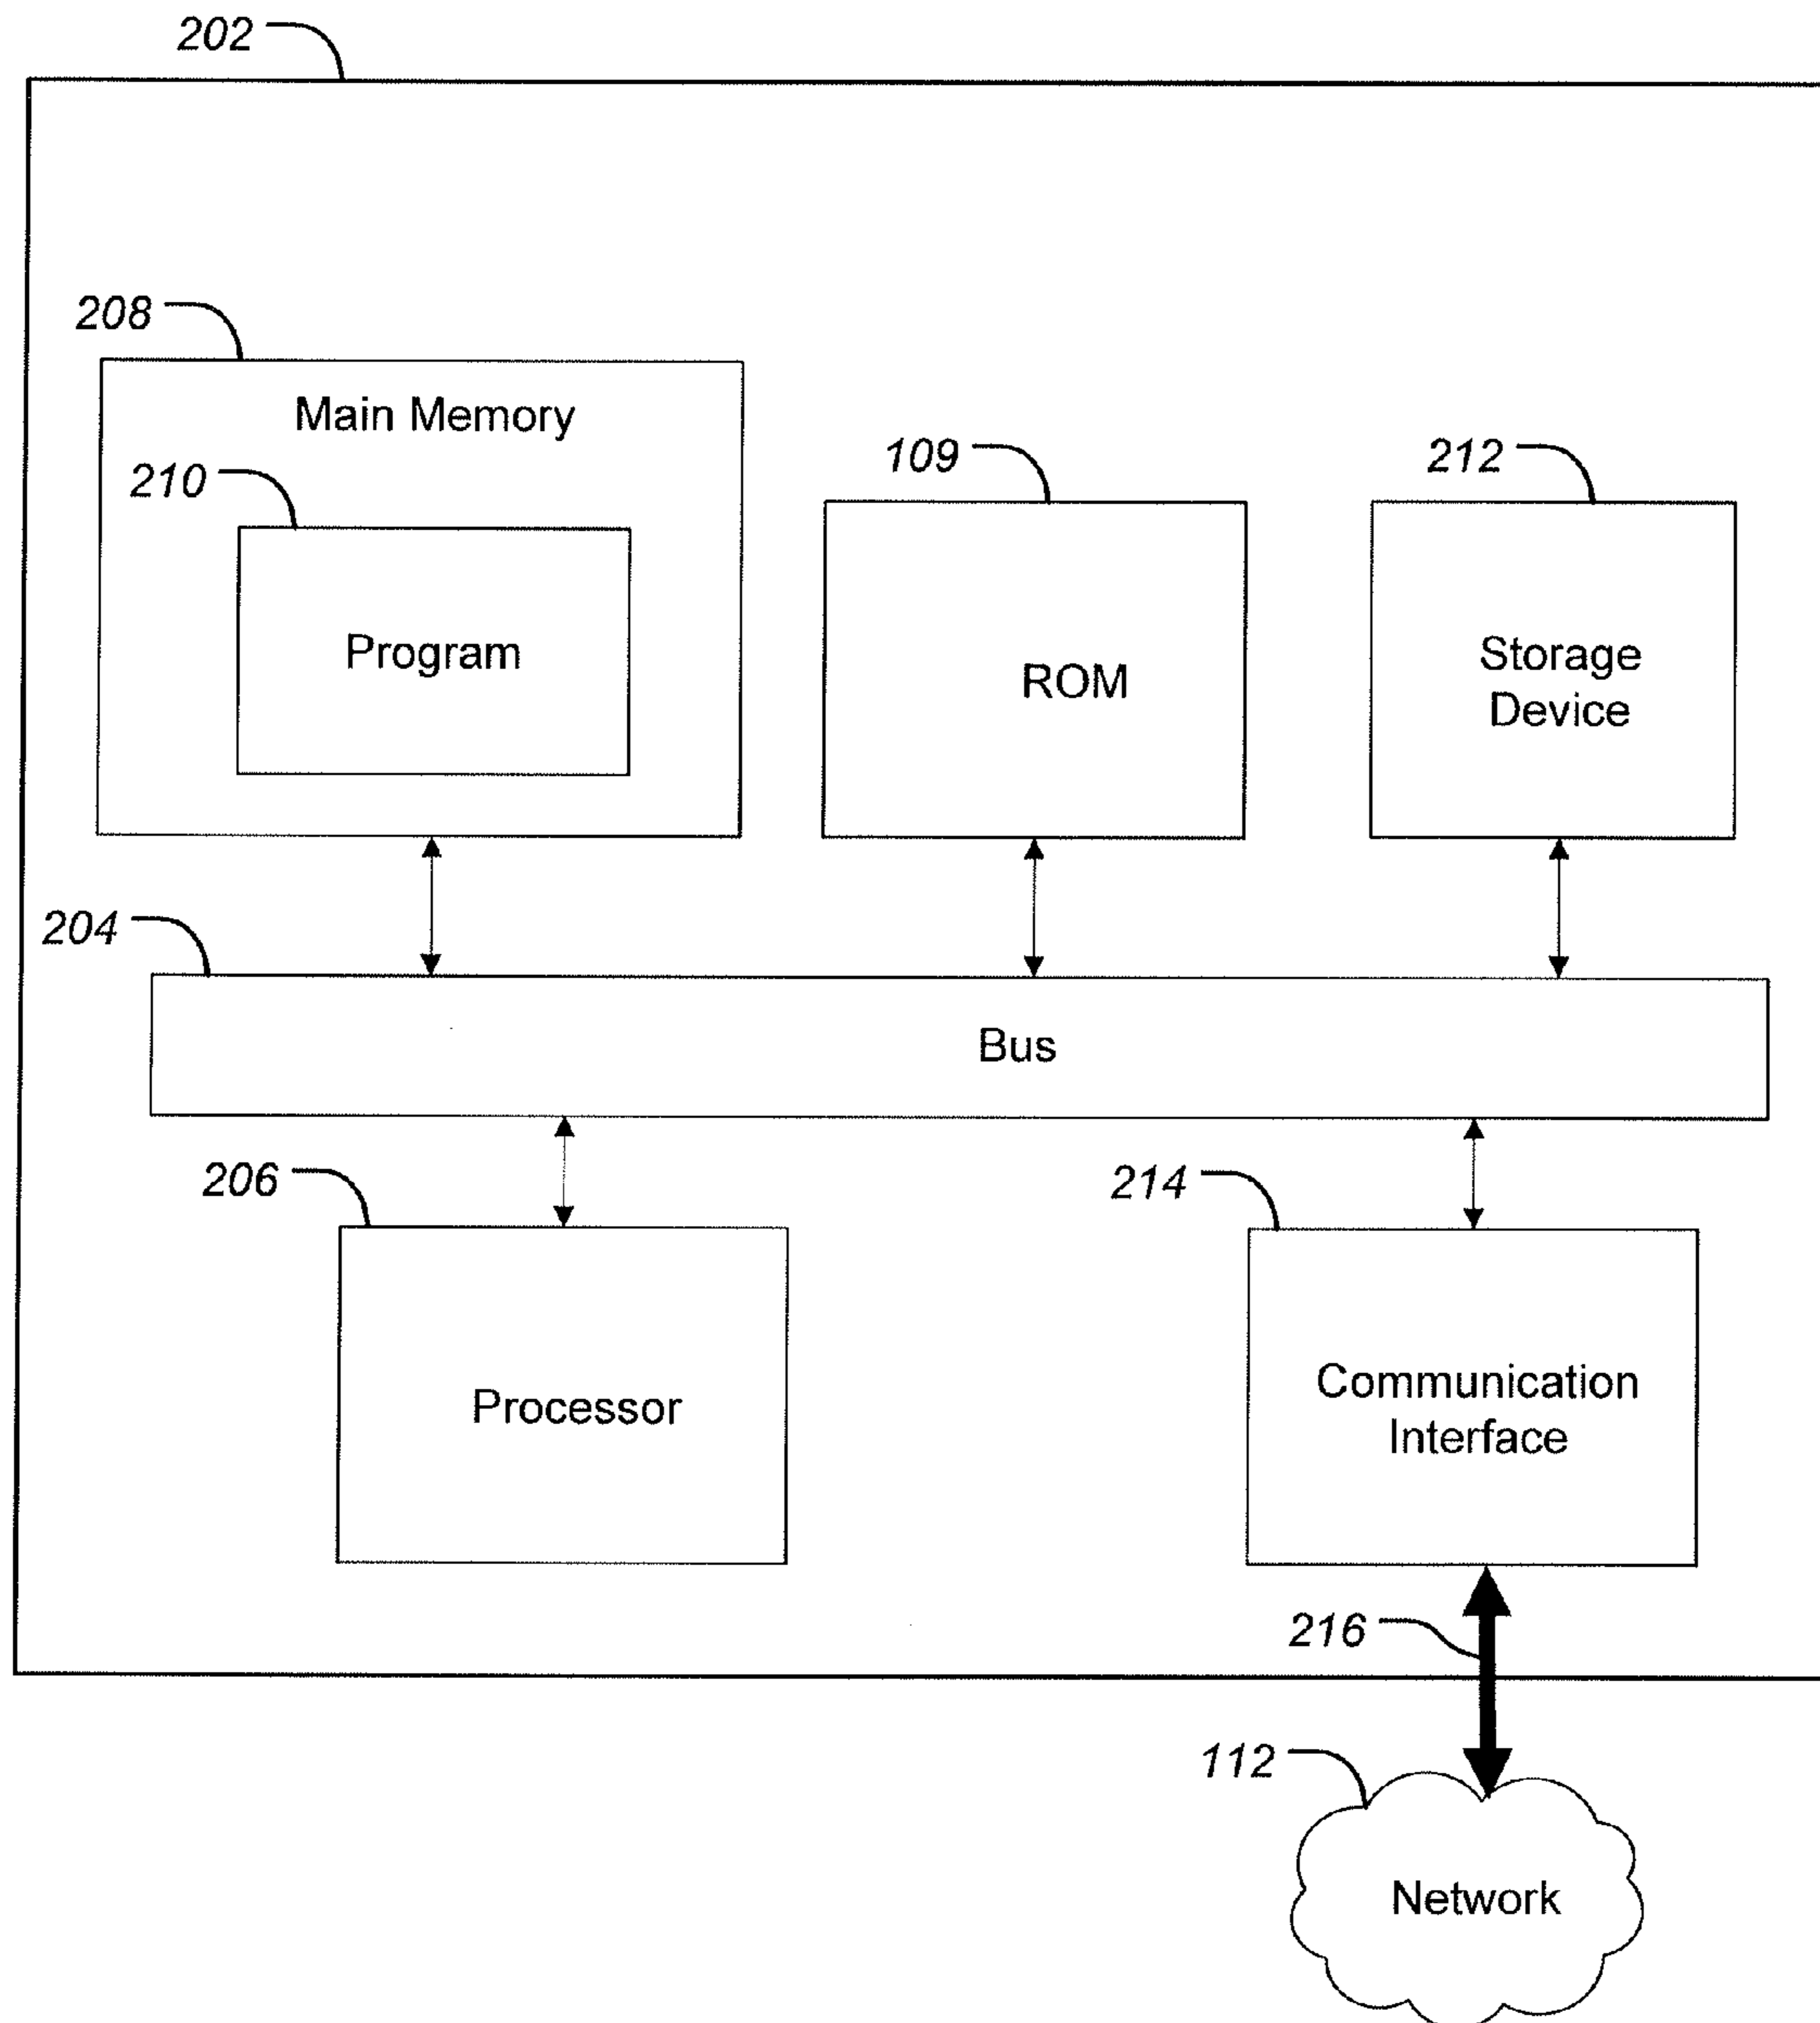 202
208
Main Memory
210
Program
109
ROM
212
Storage
Device
204
Bus
206
Processor
214
Communication
Interface
216
112
Network